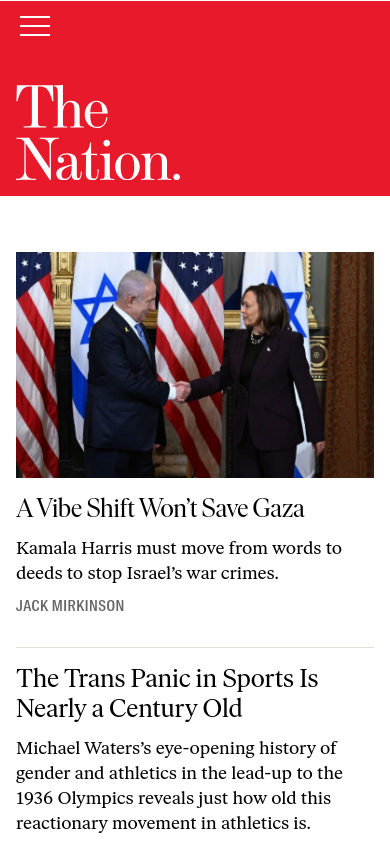 The
Nation.
A Vibe Shift Won’t Save Gaza
Kamala Harris must move from words to
deeds to stop Israel’s war crimes.
JACK MIRKINSON
The Trans Panic in Sports Is
Nearly a Century Old
Michael Waters’s eye-opening history of
gender and athletics in the lead-up to the
1936 Olympics reveals just how old this
reactionary movement in athletics is.